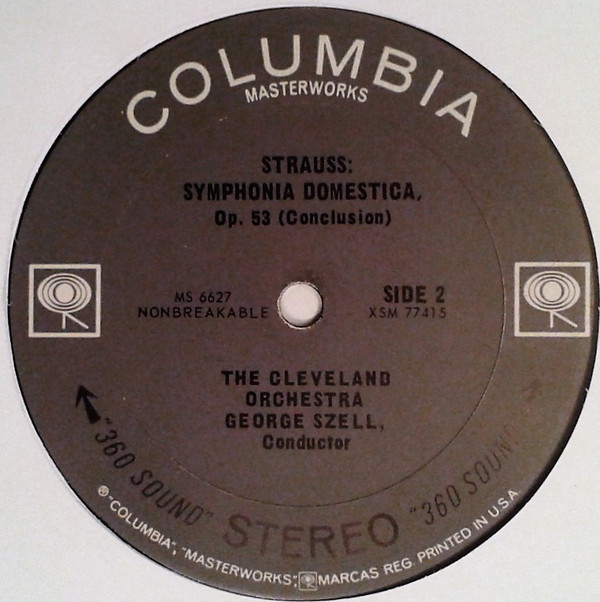 COLUMBIA
MASTERWORKS
STRAUSS:
SYMPHONIA DOMESTICA,
Op. 53 (Conclusion)
MS 6627
NONBREAKABLE
SIDE 2
XSM 77415
THE CLEVELAND
ORCHESTRA
GEORGE SZELL,
Conductor
"360 SOUND" STEREO "360 SOUND"
® "COLUMBIA", "MASTERWORKS", MARCAS REG. PRINTED IN U.S.A.